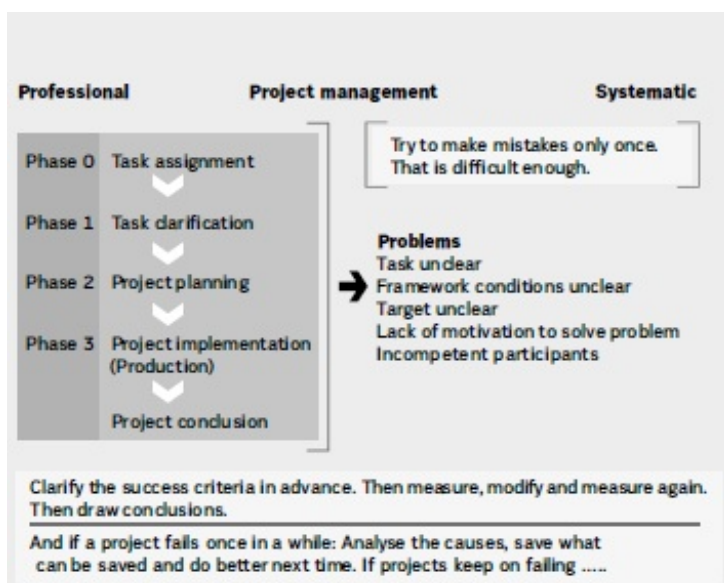 Professional Project management Systematic
Phase 0 Task assignment
Phase 1 Task clarification
Phase 2 Project planning
Phase 3 Project implementation
(Production)
Project conclusion
Try to make mistakes only once.
That is difficult enough.
Problems
Task unclear
Framework conditions unclear
Target unclear
Lack of motivation to solve problem
Incompetent participants
Clarify the success criteria in advance. Then measure, modify and measure again.
Then draw conclusions.
And if a project fails once in a while: Analyse the causes, save what
can be saved and do better next time. If projects keep on failing .....